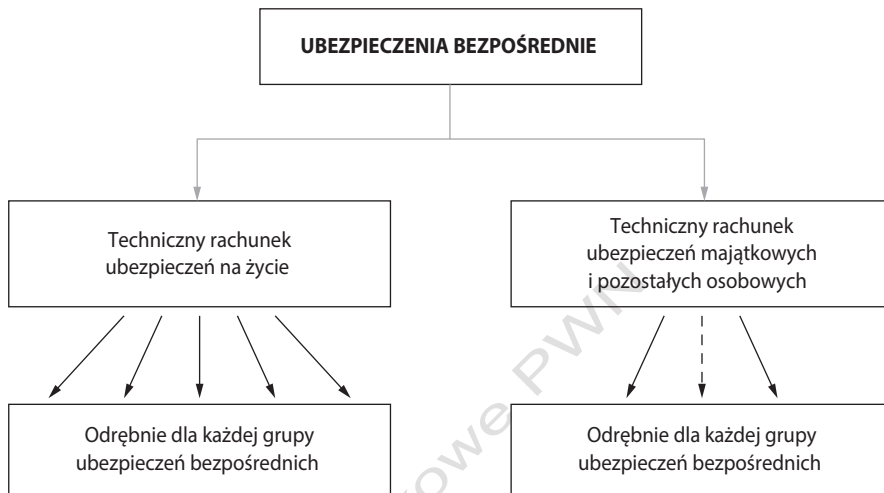 UBEZPIECZENIA BEZPOŚREDNIE
Techniczny rachunek
ubezpieczeń na życie
Techniczny rachunek
ubezpieczeń majątkowych
i pozostałych osobowych
Odrębnie dla każdej grupy
ubezpieczeń bezpośrednich
Odrębnie dla każdej grupy
ubezpieczeń bezpośrednich
PWN